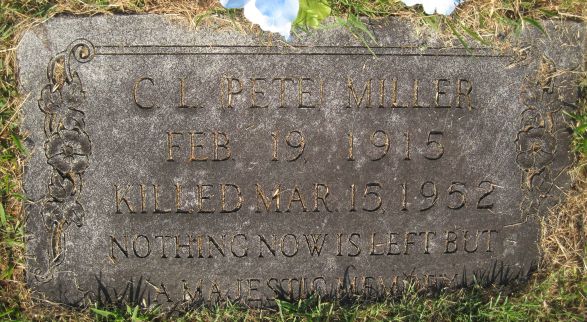 C. L. (PETE) MILLER
FEB. 19, 1915
KILLED MAR. 15, 1952
NOTHING NOW IS LEFT BUT
A MAJESTIC MEMORY